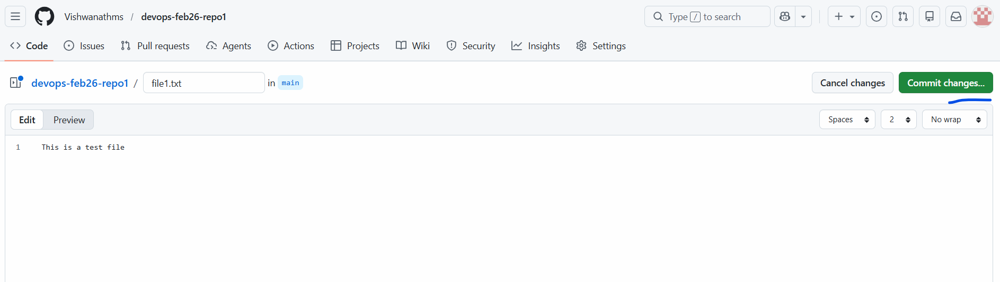 Vishwanathms / devops-feb26-repo1
Type / to search
Code Issues Pull requests Agents Actions Projects Wiki Security Insights Settings
devops-feb26-repo1 / file1.txt in main
Cancel changes Commit changes...
Edit Preview
Spaces 2 No wrap
1 This is a test file